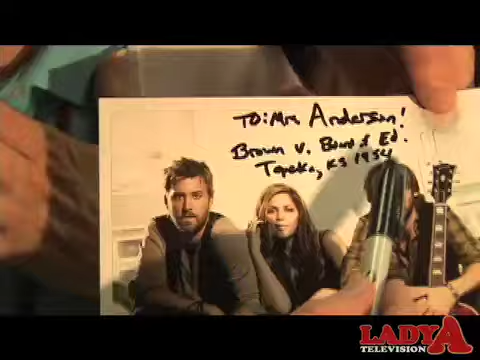 TO: Mrs Anderson!
Brown v. Board of Ed.
Topeka, KS 1954
LADY A
TELEVISION